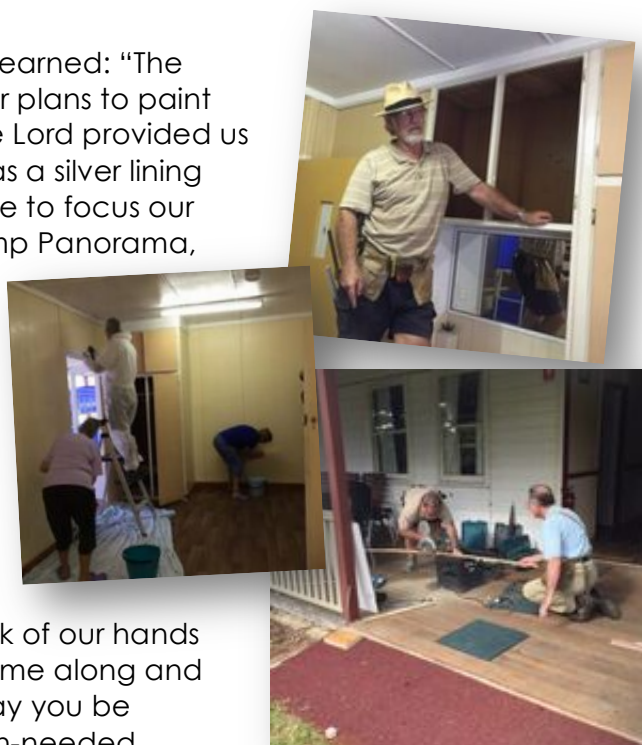 earned: “The
r plans to paint
e Lord provided us
as a silver lining
e to focus our
mp Panorama,
k of our hands
me along and
ay you be
n-needed